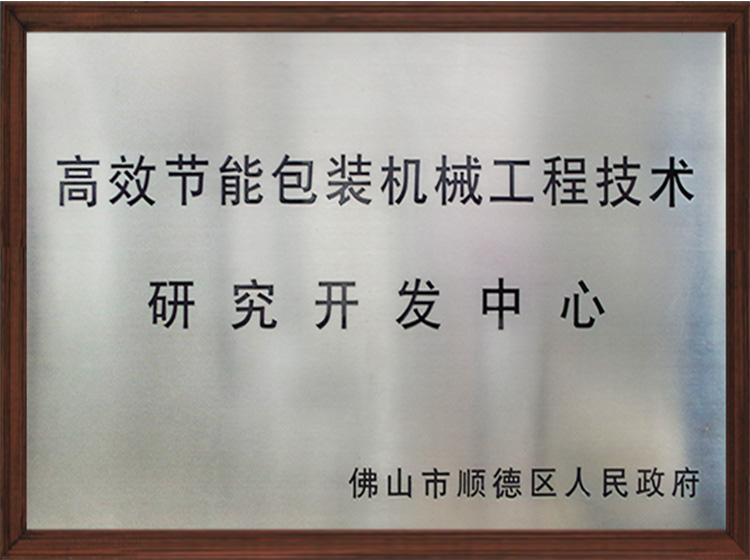 高效节能包装机械工程技术
研究开发中心
佛山市顺德区人民政府